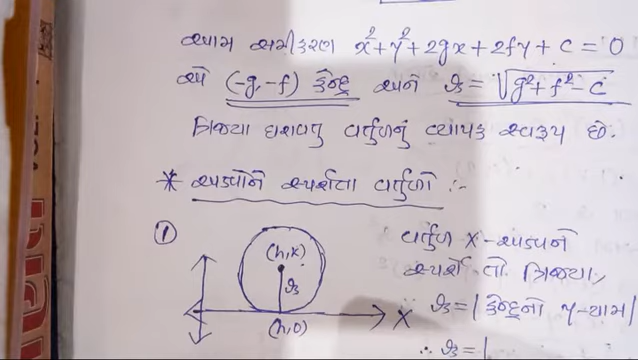 આમ સમીકરણ x²+y²+2gx+2fy+c=0
એ (-g,-f) કેન્દ્ર અને r=√g²+f²-c
ત્રિજ્યા ધરાવતુ વર્તુળનું વ્યાપક સ્વરૂપ છે.
* અક્ષોને સ્પર્શતા વર્તુળો :-
① વર્તુળ x-અક્ષને
(h,k) સ્પર્શે તો ત્રિજ્યા,
r r=|કેન્દ્રનો y-યામ|
X
(h,0) ∴ r=|